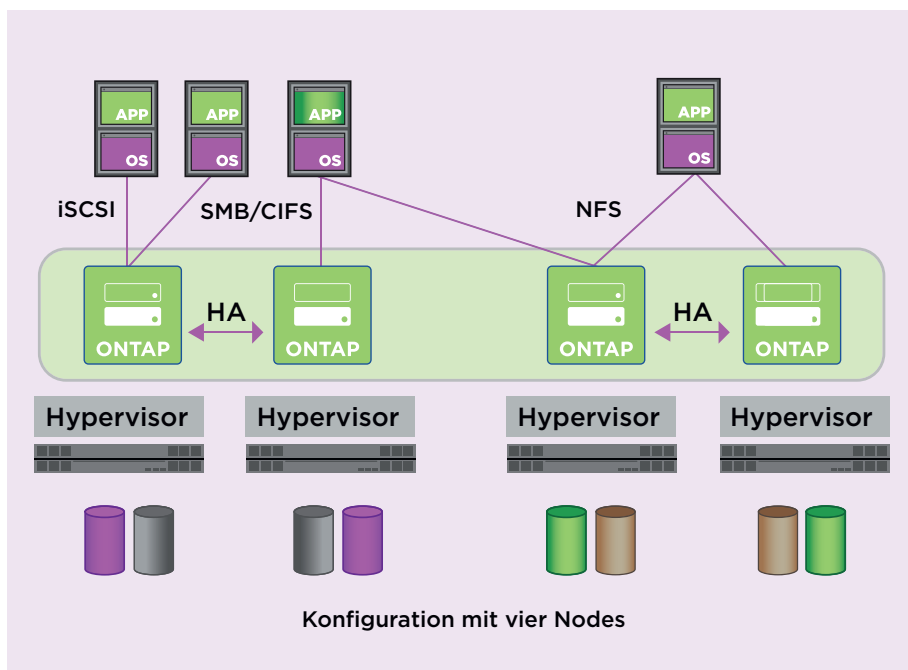 APP
APP
APP
APP
OS
OS
OS
OS
iSCSI
SMB/CIFS
NFS
HA
HA
ONTAP
ONTAP
ONTAP
ONTAP
Hypervisor
Hypervisor
Hypervisor
Hypervisor
Konfiguration mit vier Nodes